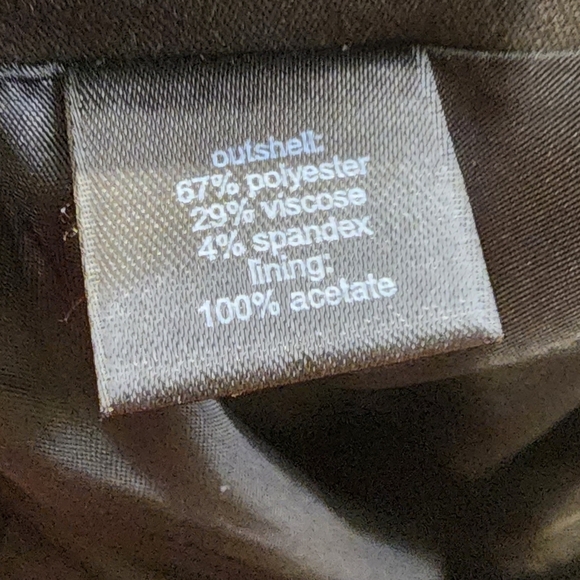 outshell:
67% polyester
29% viscose
4% spandex
lining:
100% acetate